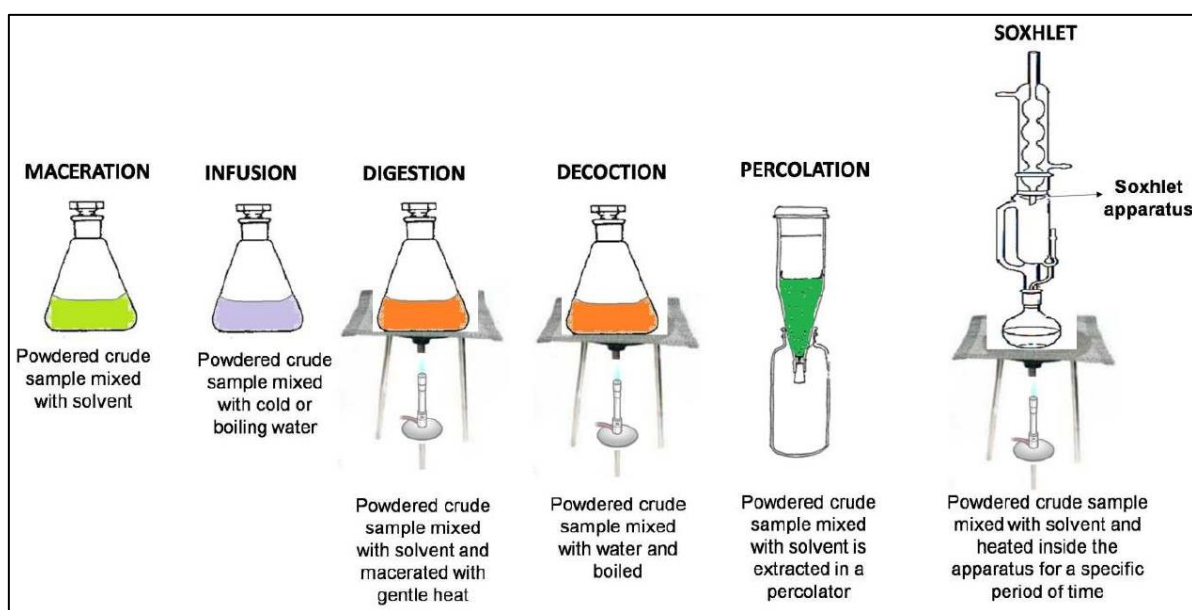 SOXHLET
Soxhlet
apparatus
MACERATION
INFUSION
DIGESTION
DECOCTION
PERCOLATION
Powdered crude
sample mixed
with solvent
Powdered crude
sample mixed
with cold or
boiling water
Powdered crude
sample mixed
with solvent and
macerated with
gentle heat
Powdered crude
sample mixed
with water and
boiled
Powdered crude
sample mixed
with solvent is
extracted in a
percolator
Powdered crude sample
mixed with solvent and
heated inside the
apparatus for a specific
period of time